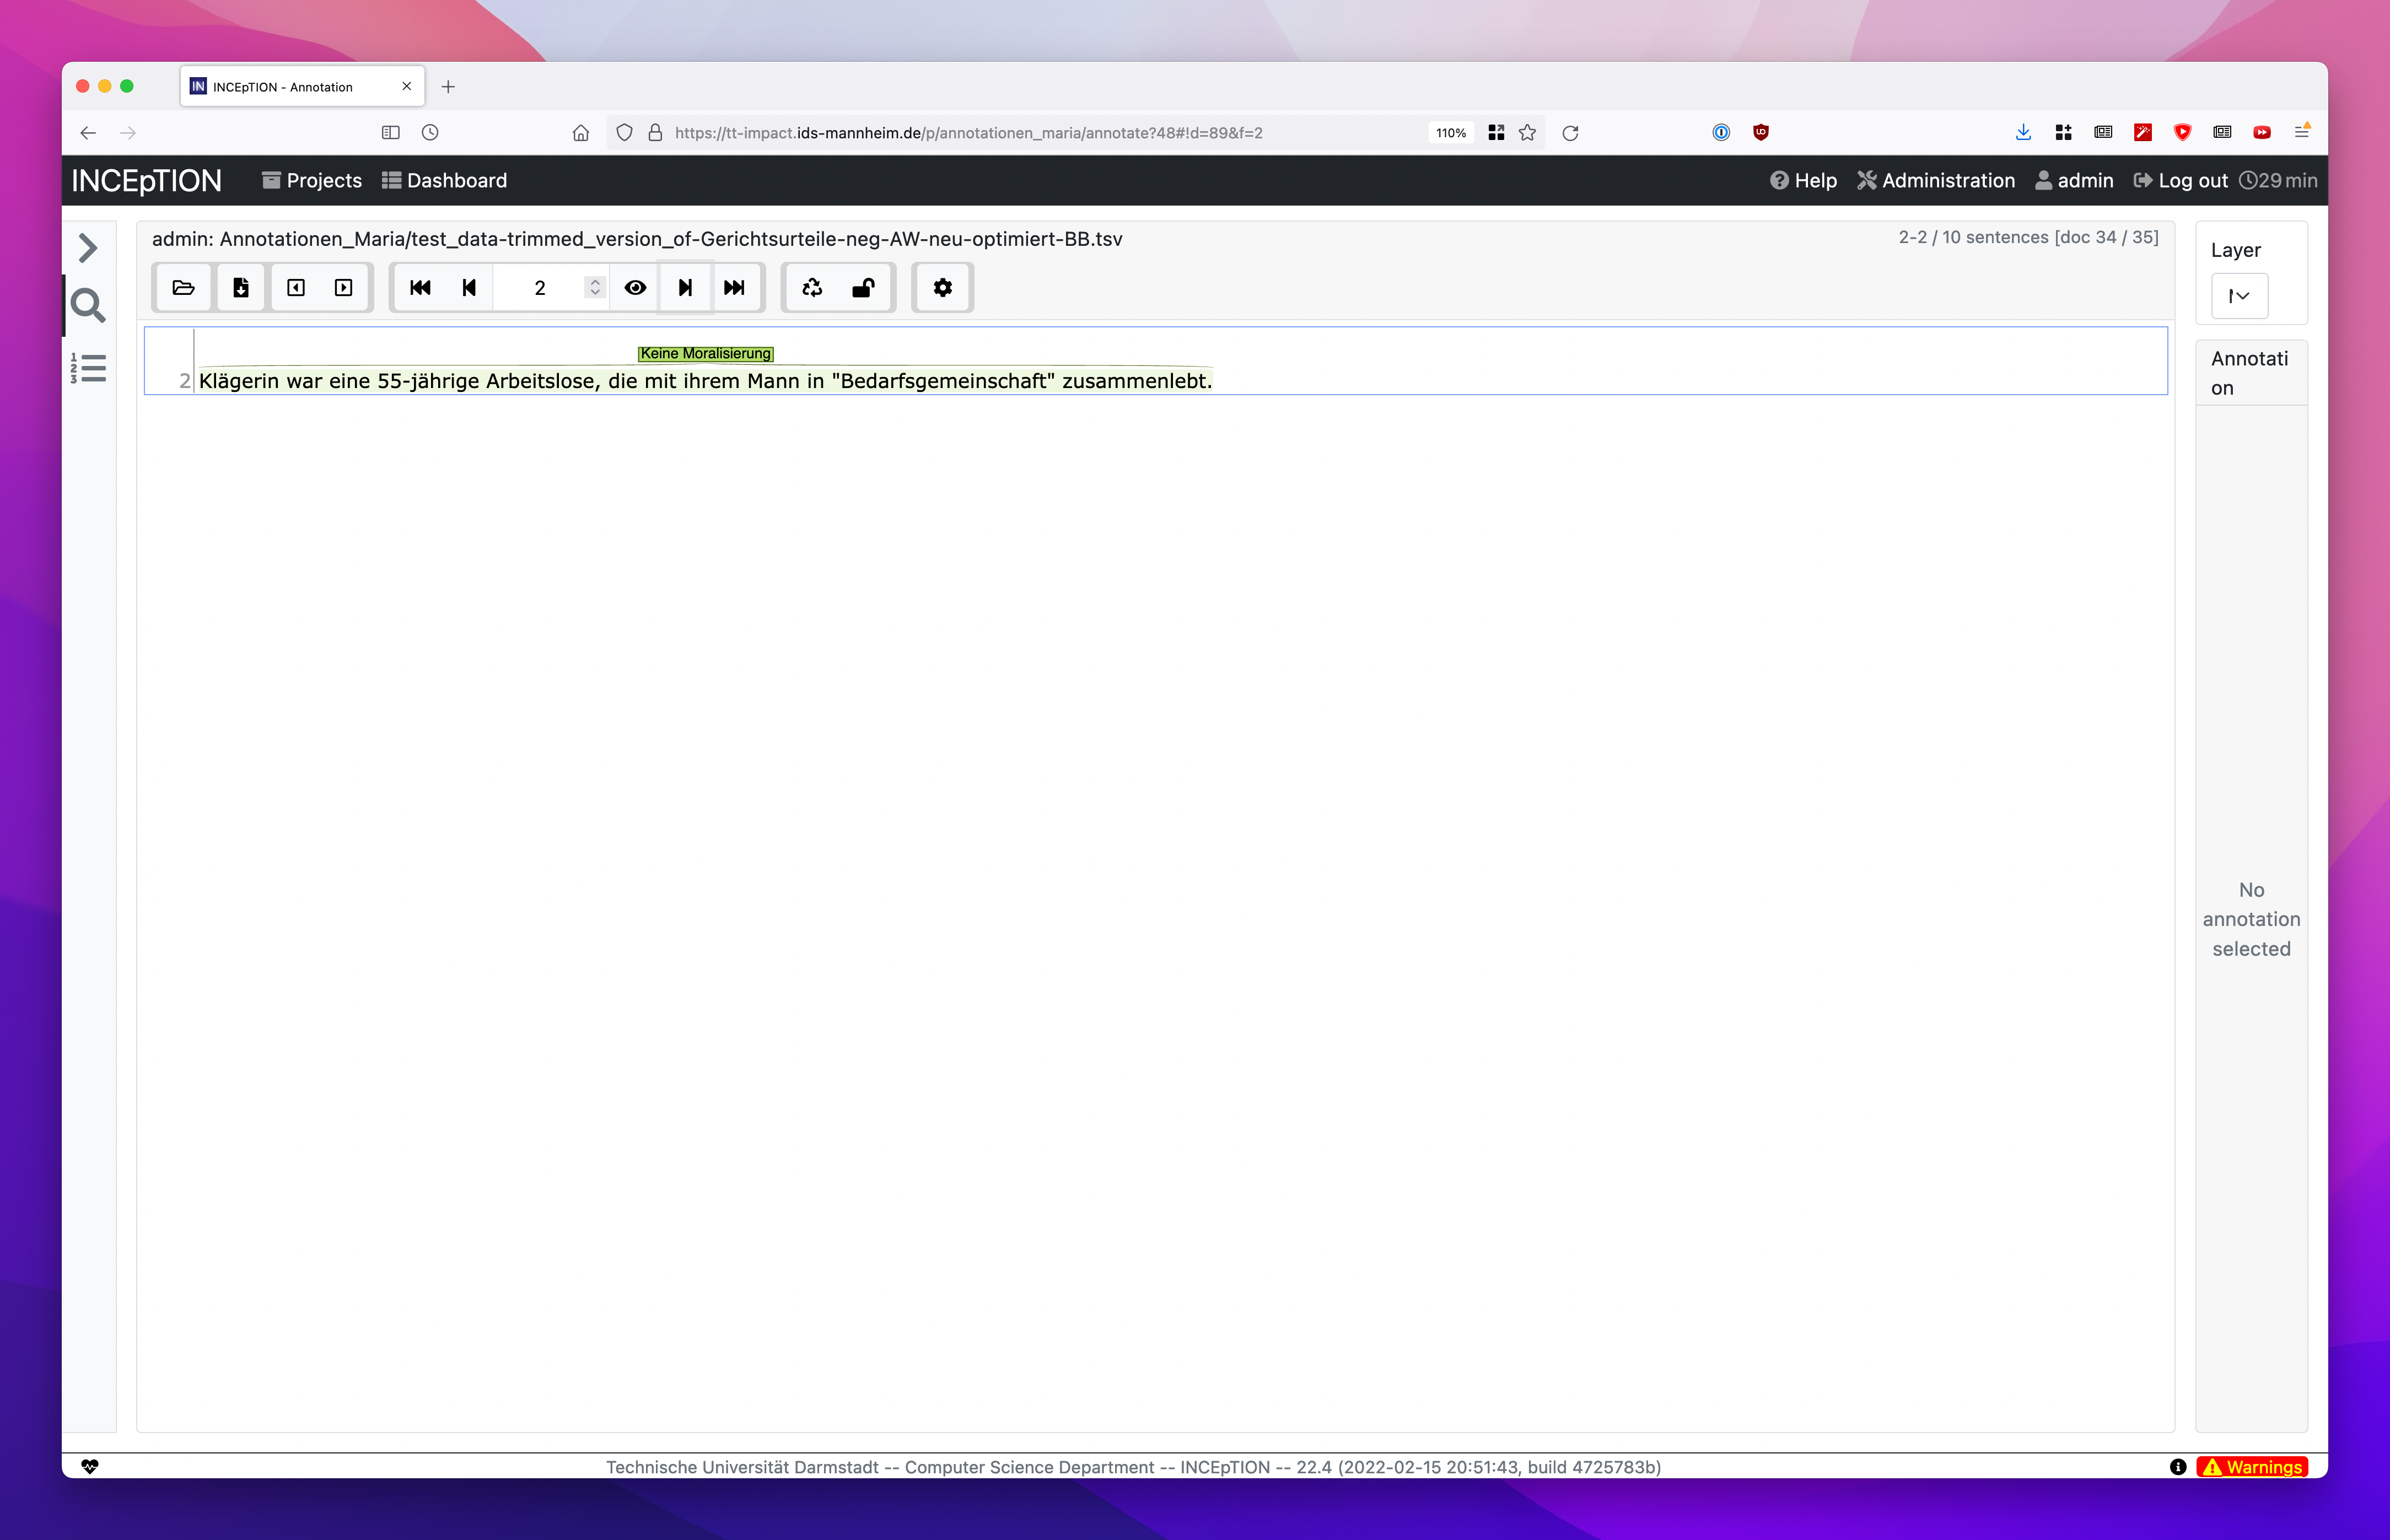 INCEpTION - Annotation
https://tt-impact.ids-mannheim.de/p/annotationen_maria/annotate?48#!d=89&f=2
110%
INCEpTION
Projects
Dashboard
Help
Administration
admin
Log out
29 min
admin: Annotationen_Maria/test_data-trimmed_version_of-Gerichtsurteile-neg-AW-neu-optimiert-BB.tsv
2-2 / 10 sentences [doc 34 / 35]
2
Layer
Keine Moralisierung
2 Klägerin war eine 55-jährige Arbeitslose, die mit ihrem Mann in "Bedarfsgemeinschaft" zusammenlebt.
Annotati
on
No
annotation
selected
Technische Universität Darmstadt -- Computer Science Department -- INCEpTION -- 22.4 (2022-02-15 20:51:43, build 4725783b)
Warnings